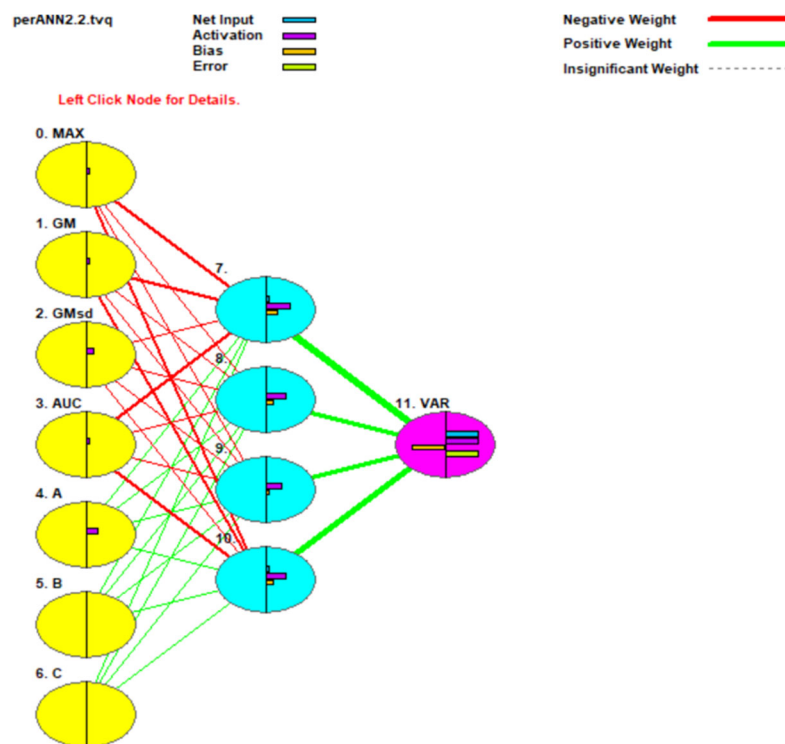 perANN2.2.tvq
Net Input
Activation
Bias
Error
Negative Weight
Positive Weight
Insignificant Weight
Left Click Node for Details.
0. MAX
1. GM
2. GMsd
3. AUC
4. A
5. B
6. C
7.
8.
9.
10.
11. VAR